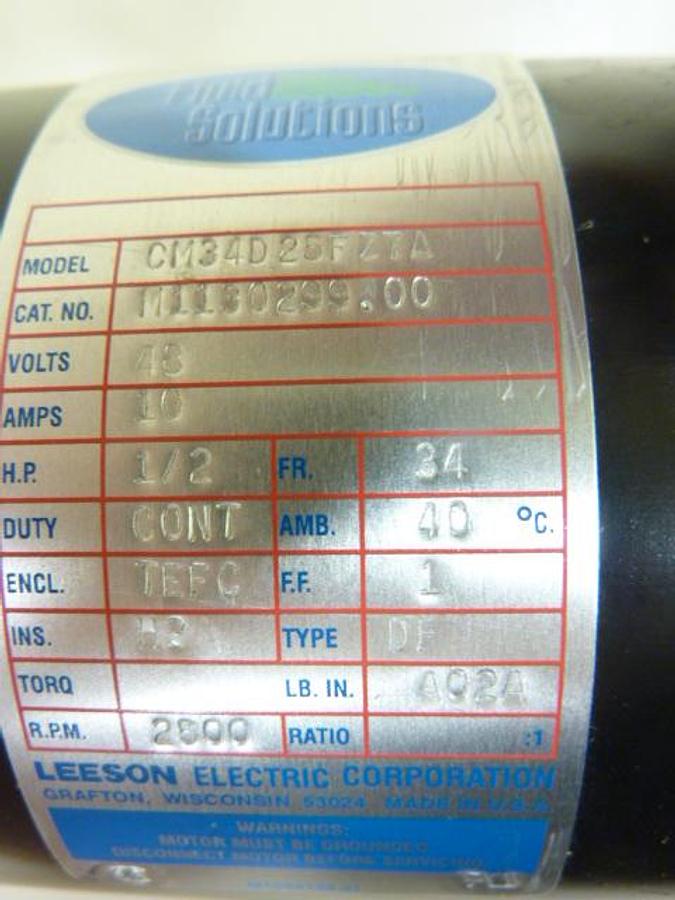 Fluid
Solutions
MODEL CM34D25FZ7A
CAT. NO. M1130299.00
VOLTS 48
AMPS 10
H.P. 1/2 FR. 34
DUTY CONT AMB. 40 °C.
ENCL. TEFC F.F. 1
INS. TYPE DF
TORQ LB. IN. A02A
R.P.M. RATIO :1
LEESON ELECTRIC CORPORATION
GRAFTON, WISCONSIN 53024 MADE IN U.S.A.
WARNINGS:
MOTOR MUST BE GROUNDED
DISCONNECT MOTOR BEFORE SERVICING